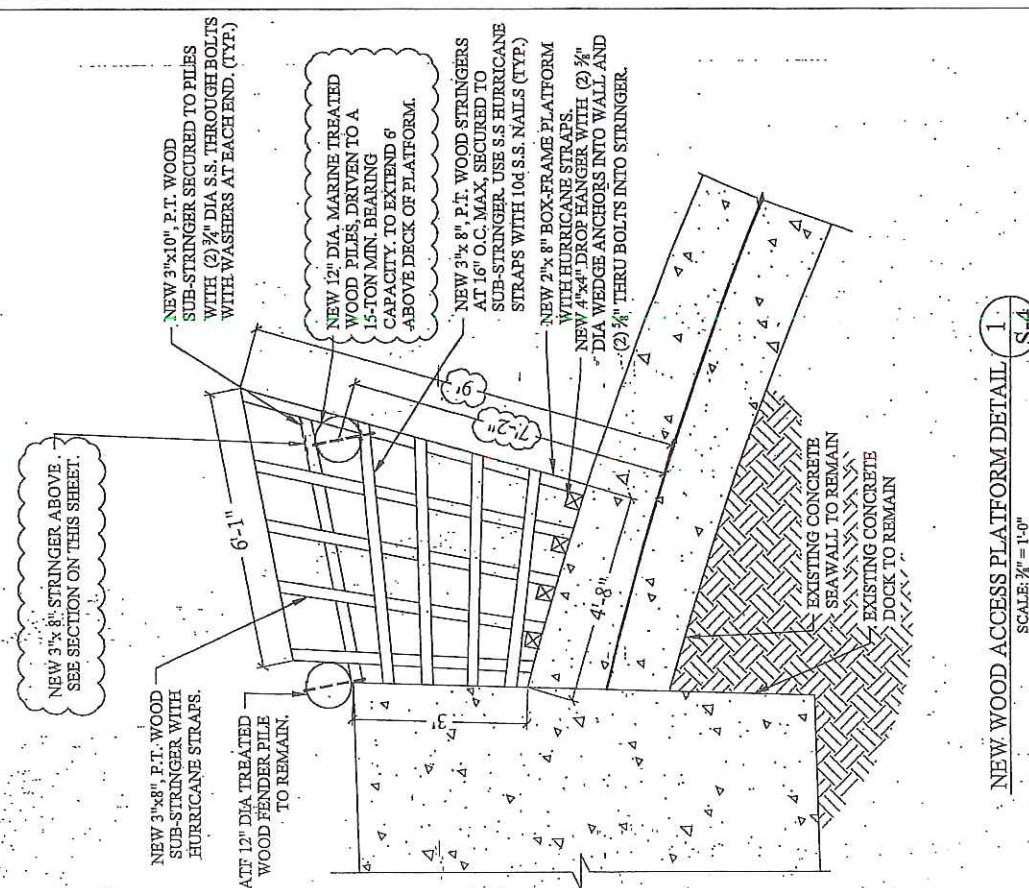 NEW 3"x10", P.T. WOOD
SUB-STRINGER SECURED TO PILES
WITH (2) ¾" DIA S.S. THROUGH BOLTS
WITH WASHERS AT EACH END. (TYP.)
NEW 12" DIA. MARINE TREATED
WOOD PILES, DRIVEN TO A
15-TON MIN. BEARING
CAPACITY. TO EXTEND 6'
ABOVE DECK OF PLATFORM.
NEW 3"x 8", P.T. WOOD STRINGERS
AT 16" O.C. MAX, SECURED TO
SUB-STRINGER. USE S.S HURRICANE
STRAPS WITH 10d S.S. NAILS (TYP.)
NEW 2"x 8" BOX-FRAME PLATFORM
WITH HURRICANE STRAPS.
NEW 4"x4" DROP HANGER WITH (2) ⅝"
DIA WEDGE ANCHORS INTO WALL AND
(2) ⅝" THRU BOLTS INTO STRINGER.
NEW 3"x 8" STRINGER ABOVE.
SEE SECTION ON THIS SHEET.
6'-1"
9'
7'-2"
4'-8"
3'
NEW 3"x8", P.T. WOOD
SUB-STRINGER WITH
HURRICANE STRAPS.
ATF 12" DIA TREATED
WOOD FENDER PILE
TO REMAIN.
EXISTING CONCRETE
SEAWALL TO REMAIN
EXISTING CONCRETE
DOCK TO REMAIN
NEW WOOD ACCESS PLATFORM DETAIL
1
S-4
SCALE: ⅜" = 1'-0"